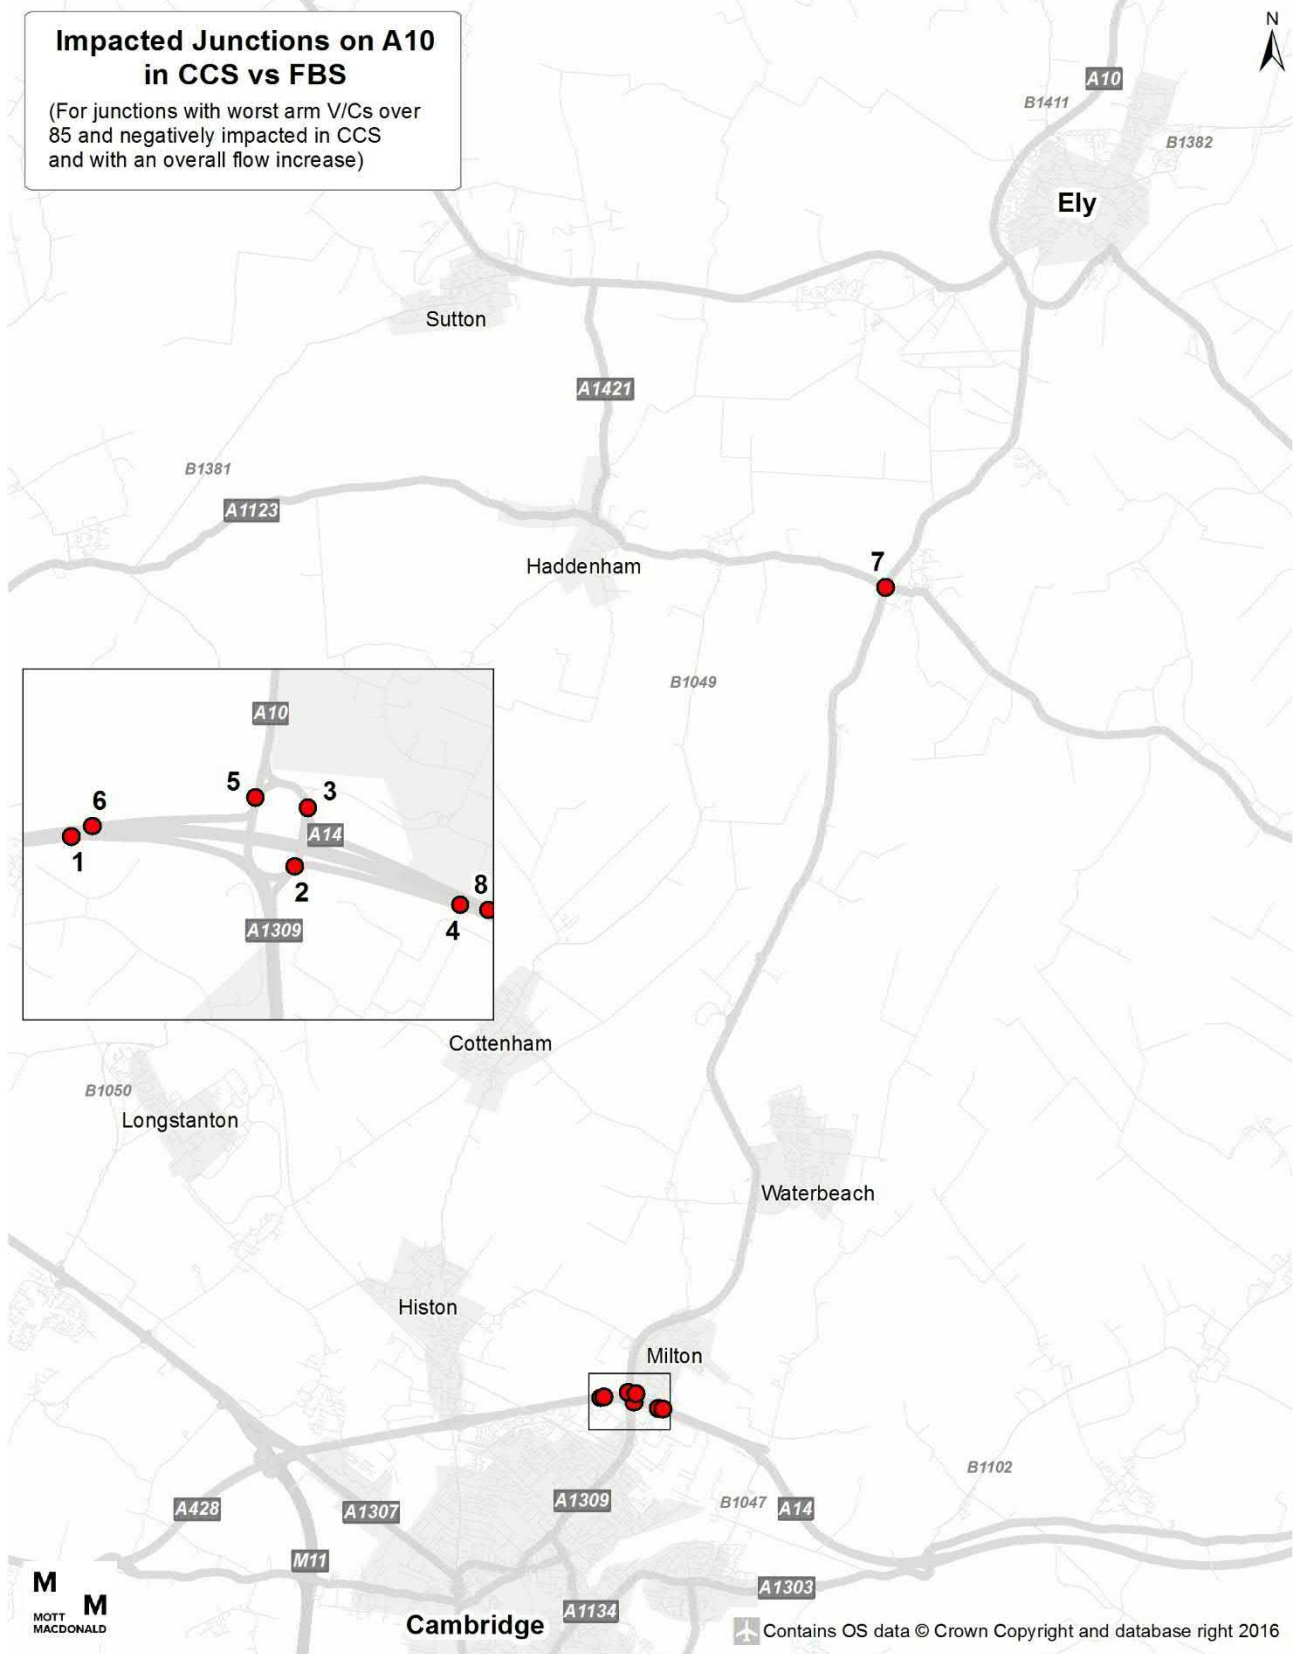 Impacted Junctions on A10
in CCS vs FBS
(For junctions with worst arm V/Cs over
85 and negatively impacted in CCS
and with an overall flow increase)
N
A10
B1411
B1382
Ely
Sutton
A1421
B1381
A1123
Haddenham
7
B1049
A10
5
3
6
A14
1
2
8
4
A1309
Cottenham
B1050
Longstanton
Waterbeach
Histon
Milton
B1102
A428
A1307
A1309
B1047
A14
M11
A1303
A1134
Cambridge
M
M
MOTT
MACDONALD
Contains OS data © Crown Copyright and database right 2016